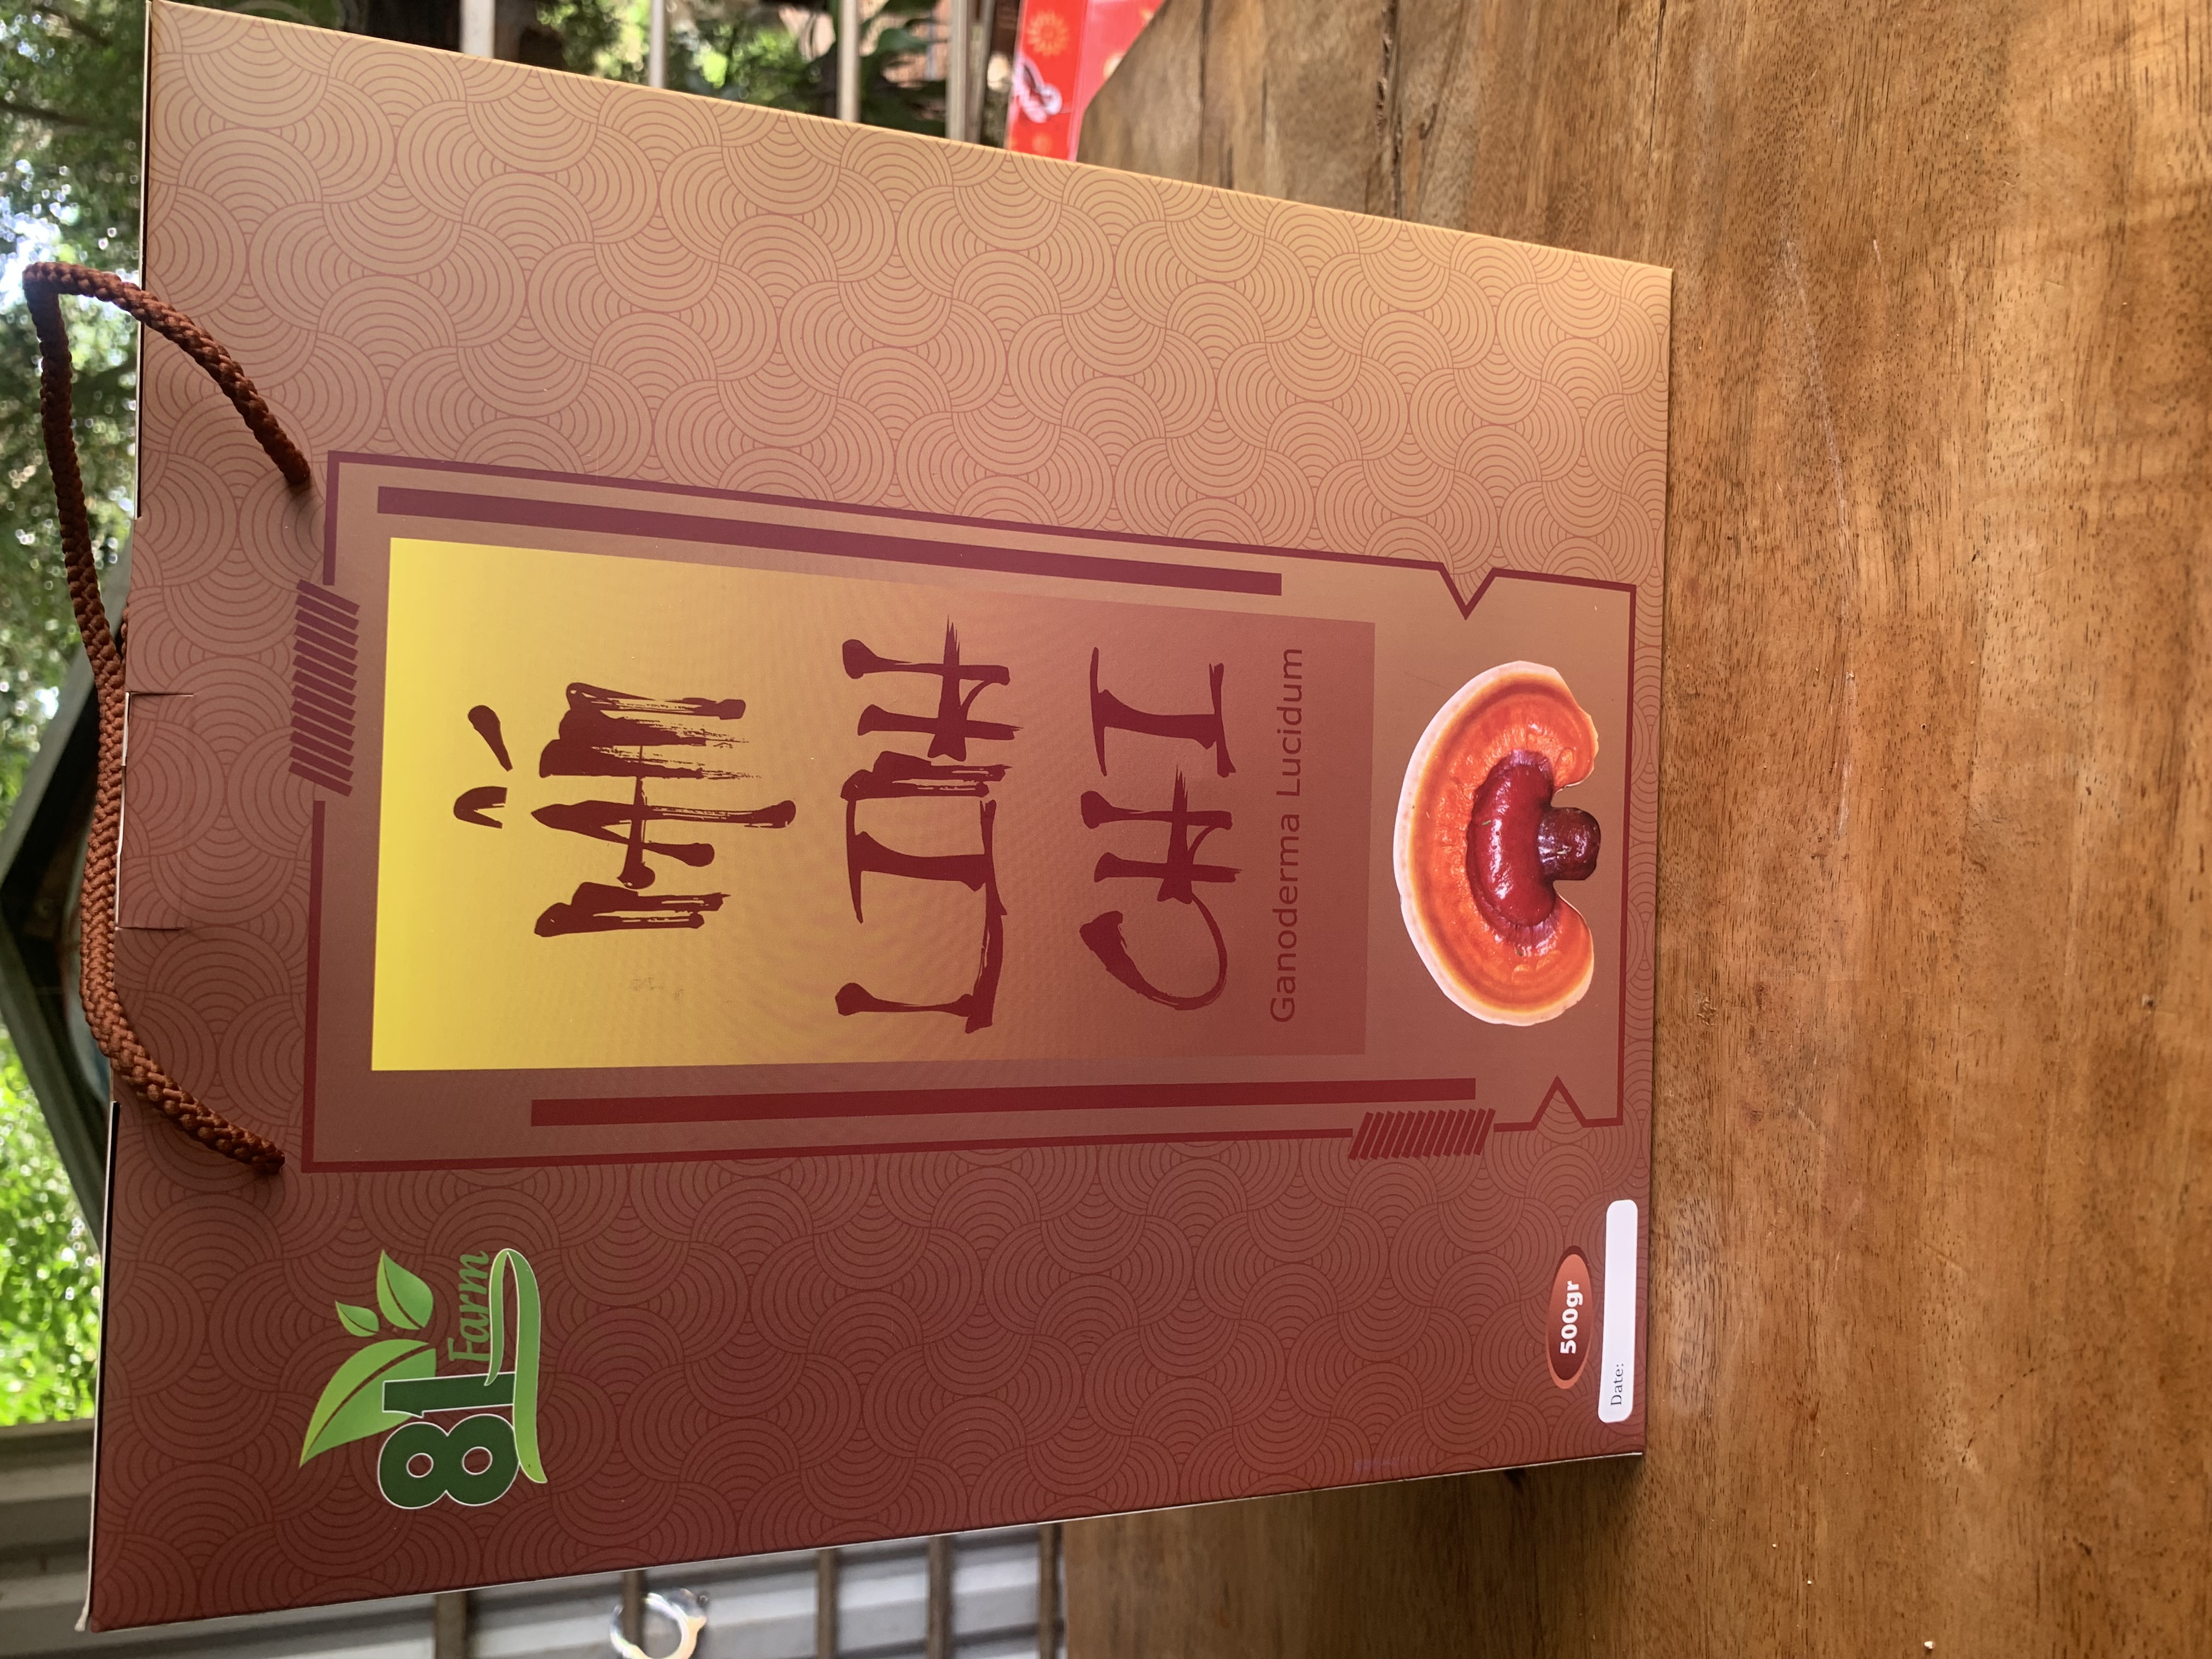 81 Farm
NẤM
LINH
CHI
Ganoderma Lucidum
500gr
Date: